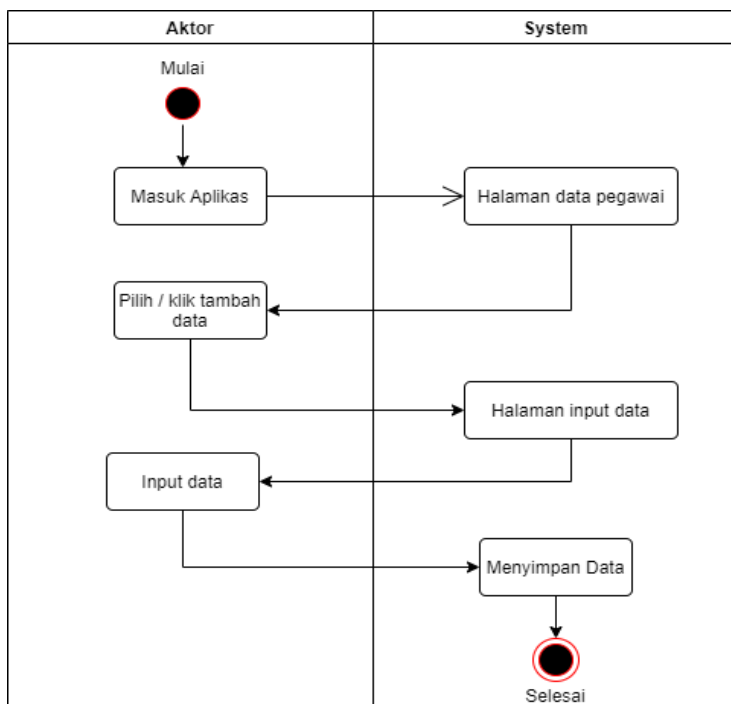 Aktor
System
Mulai
Masuk Aplikas
Halaman data pegawai
Pilih / klik tambah
data
Halaman input data
Input data
Menyimpan Data
Selesai